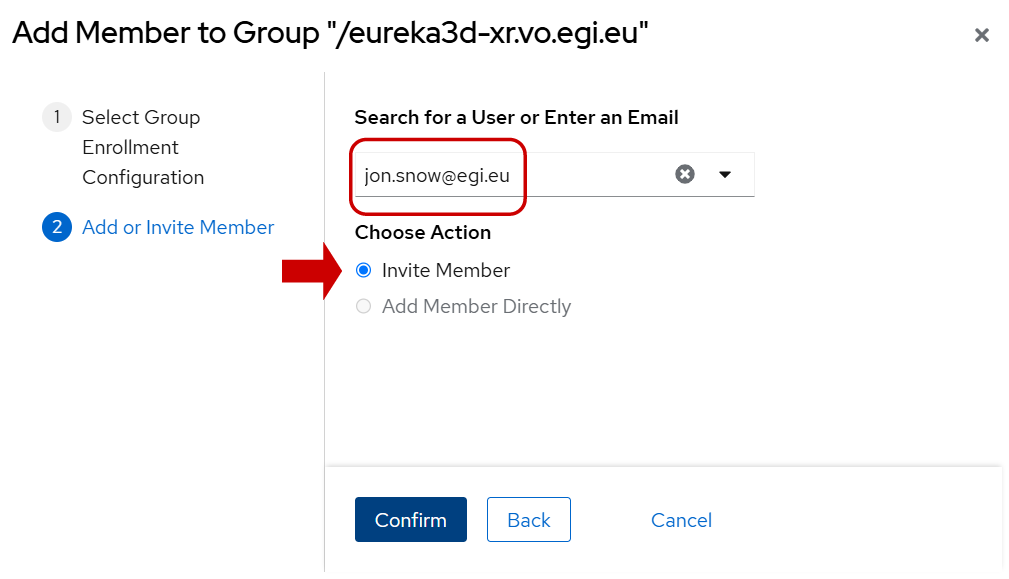 Add Member to Group "/eureka3d-xr.vo.egi.eu"
1 Select Group
Enrollment
Configuration
2 Add or Invite Member
Search for a User or Enter an Email
jon.snow@egi.eu
Choose Action
Invite Member
Add Member Directly
Confirm Back Cancel